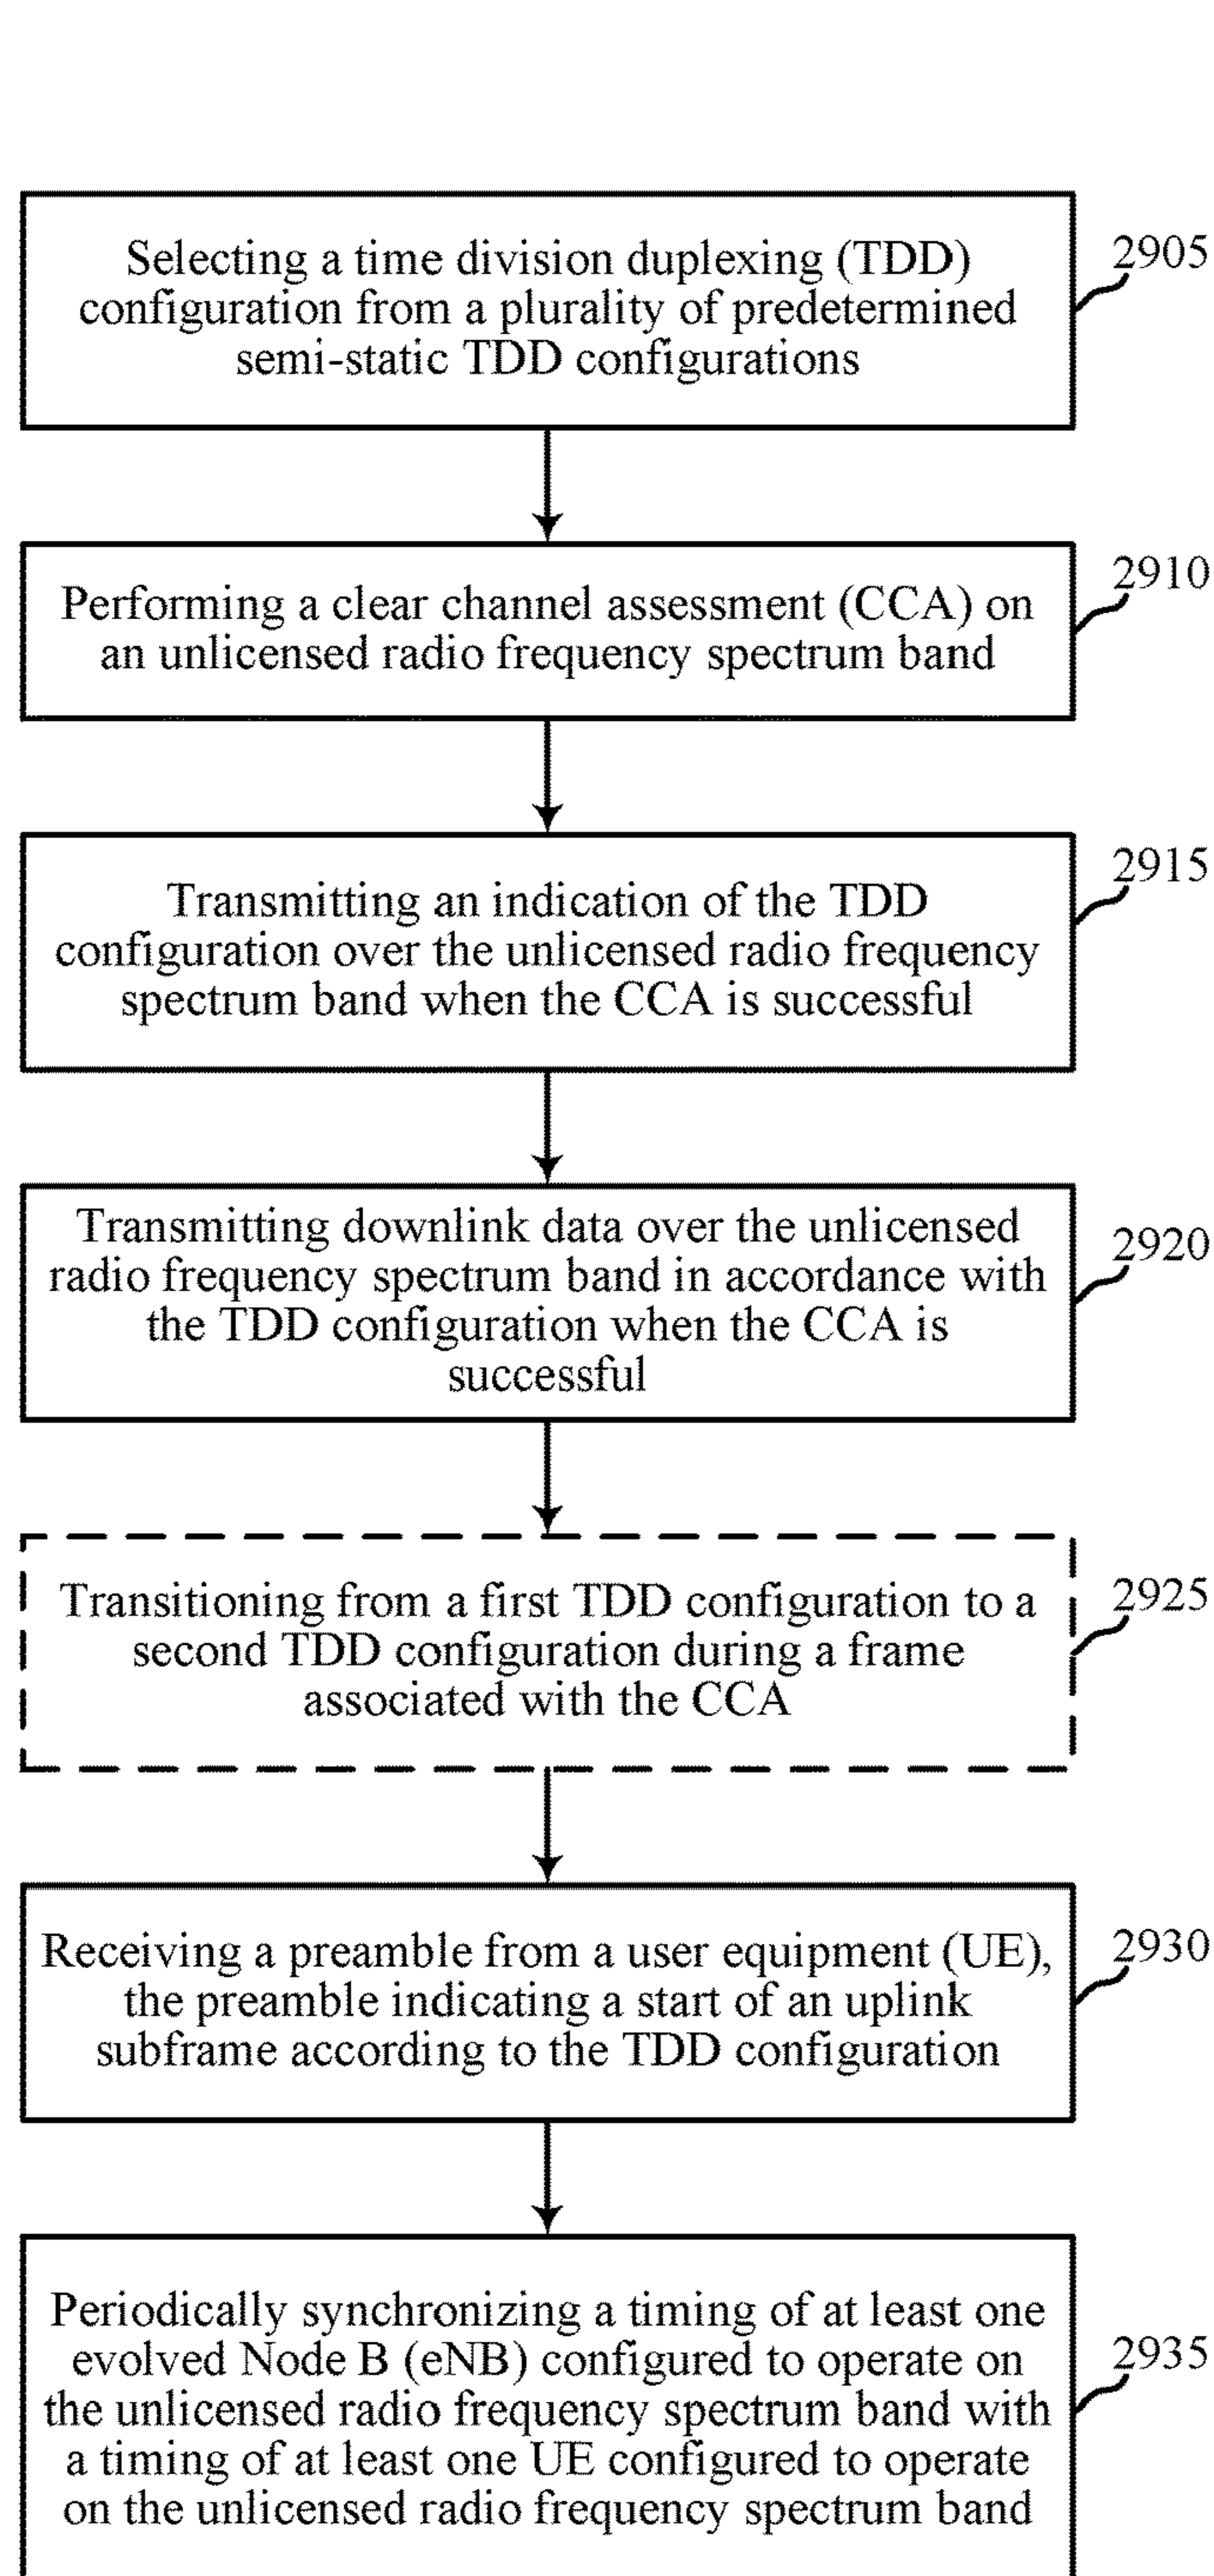 Selecting a time division duplexing (TDD)
configuration from a plurality of predetermined
semi-static TDD configurations
2905
Performing a clear channel assessment (CCA) on
an unlicensed radio frequency spectrum band
2910
Transmitting an indication of the TDD
configuration over the unlicensed radio frequency
spectrum band when the CCA is successful
2915
Transmitting downlink data over the unlicensed
radio frequency spectrum band in accordance with
the TDD configuration when the CCA is
successful
2920
Transitioning from a first TDD configuration to a
second TDD configuration during a frame
associated with the CCA
2925
Receiving a preamble from a user equipment (UE),
the preamble indicating a start of an uplink
subframe according to the TDD configuration
2930
Periodically synchronizing a timing of at least one
evolved Node B (eNB) configured to operate on
the unlicensed radio frequency spectrum band with
a timing of at least one UE configured to operate
on the unlicensed radio frequency spectrum band
2935